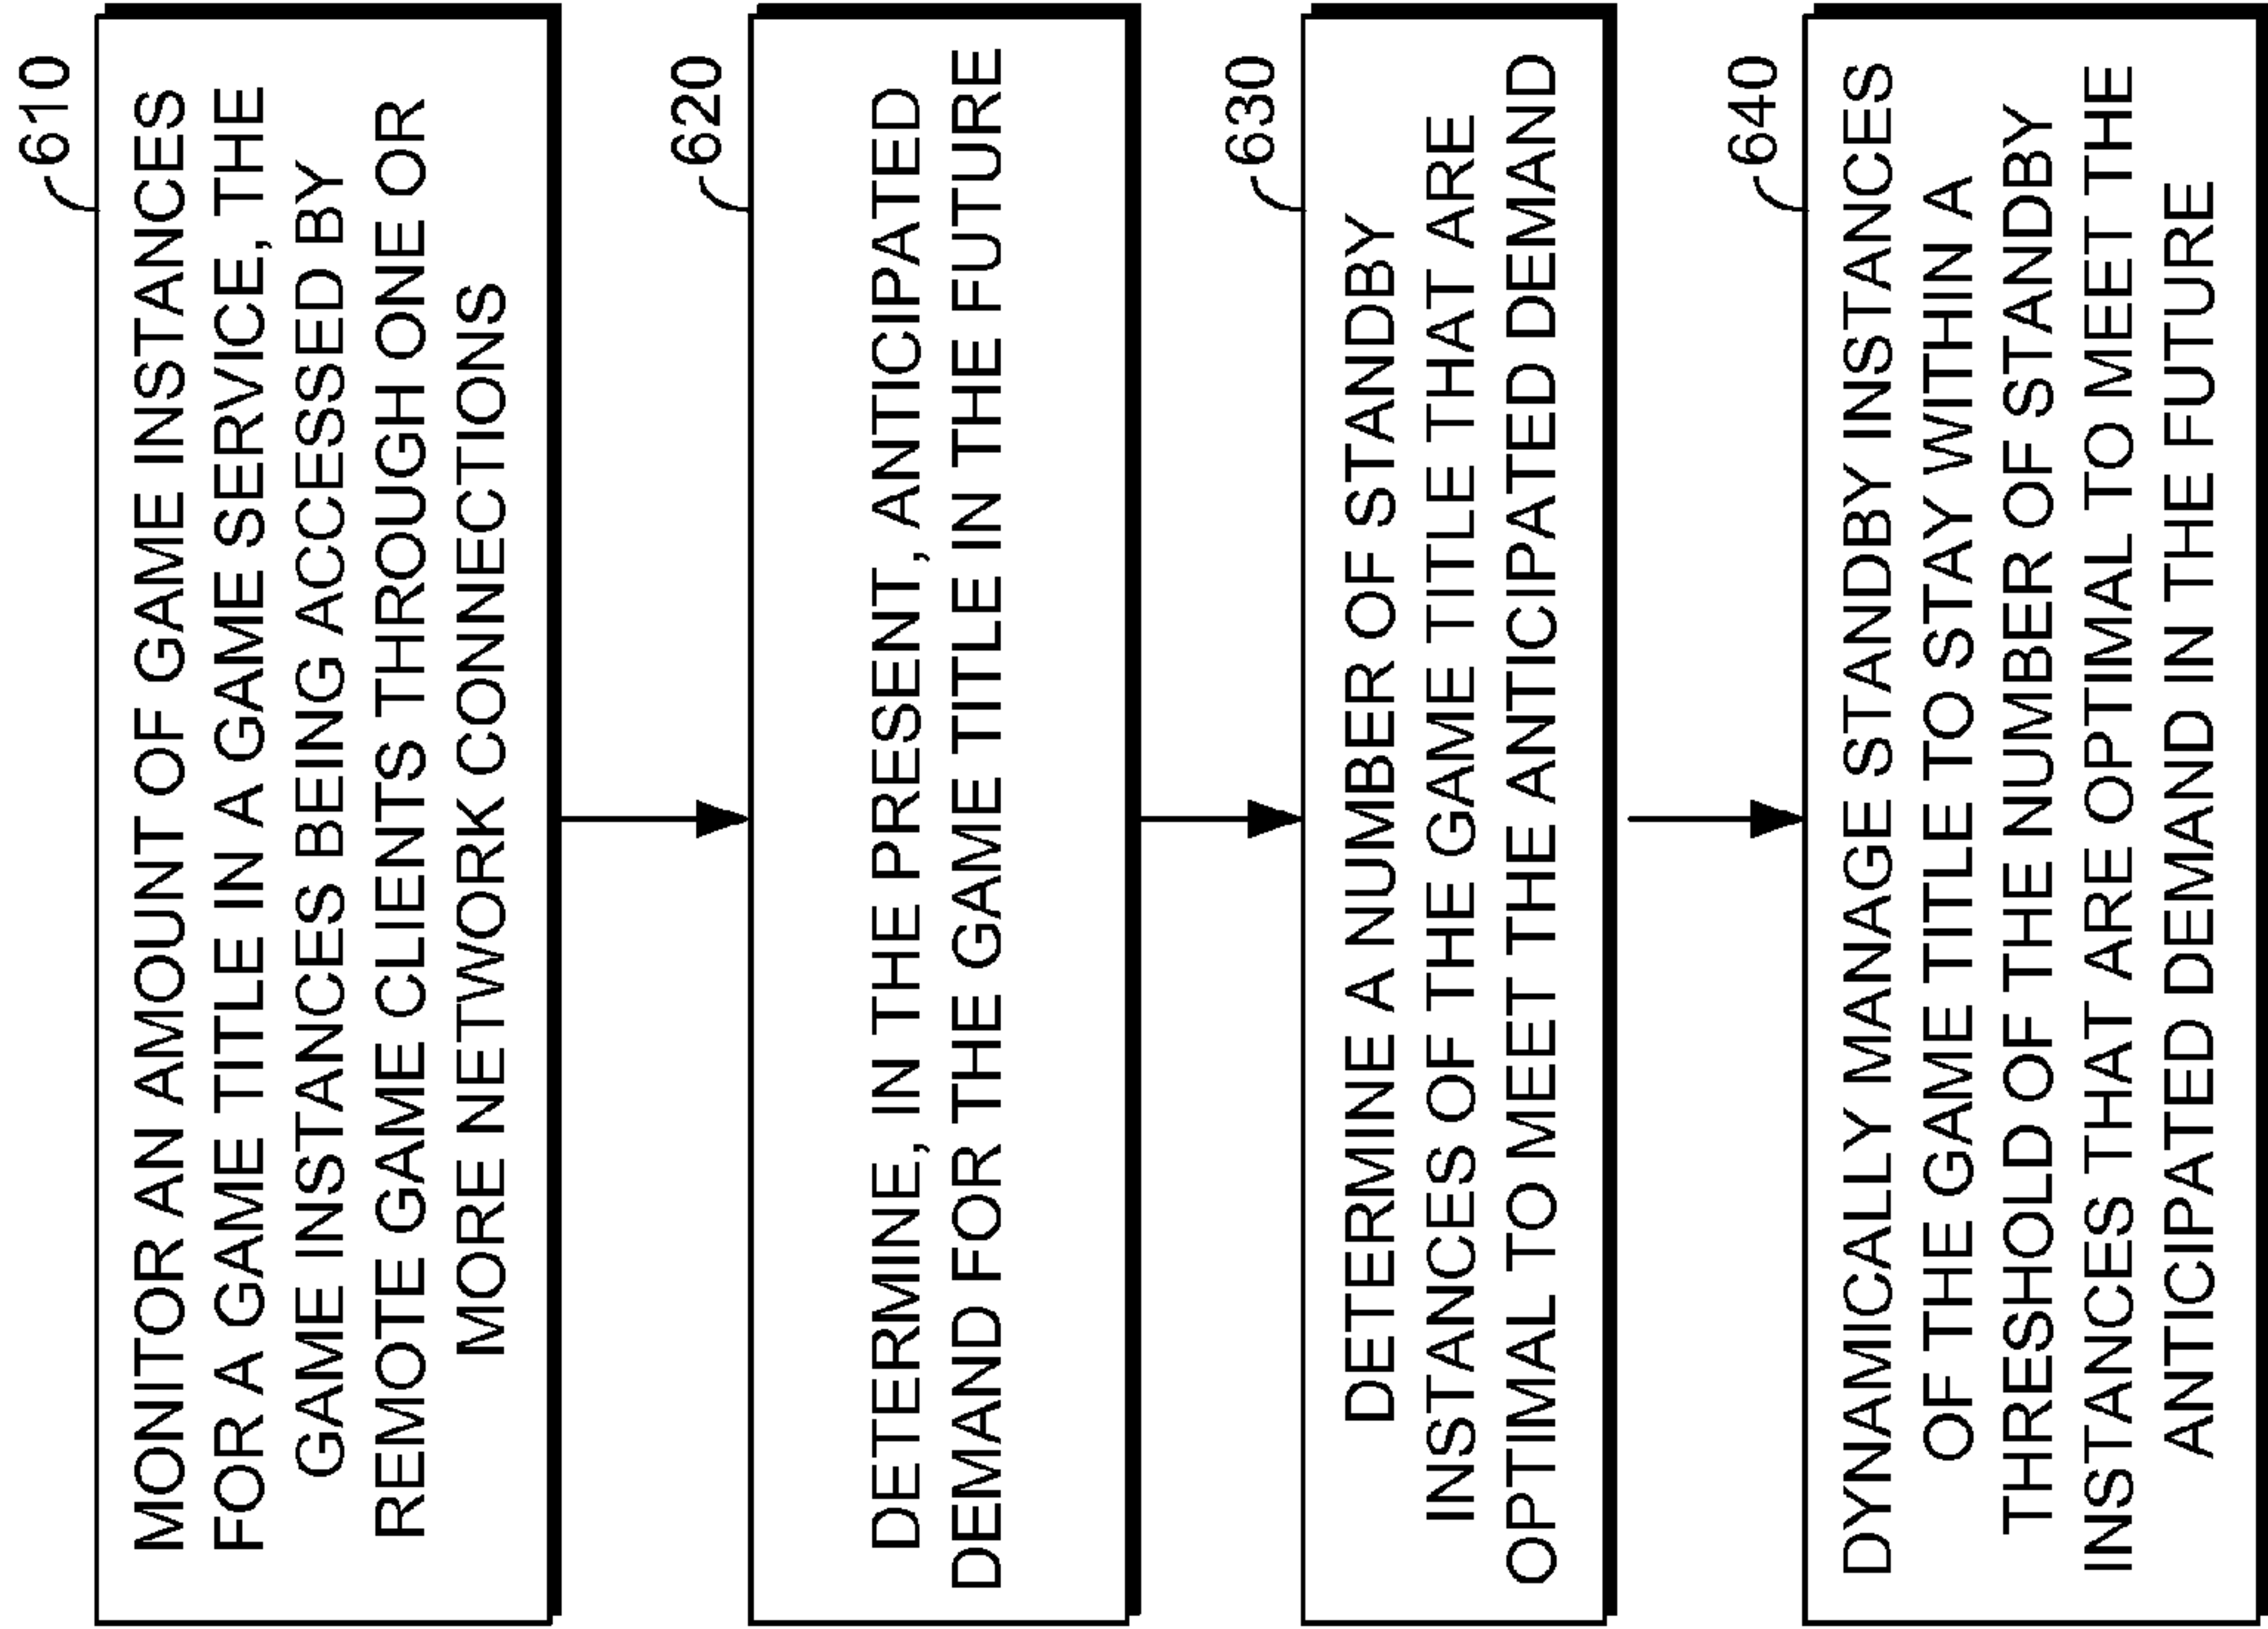 610
MONITOR AN AMOUNT OF GAME INSTANCES
FOR A GAME TITLE IN A GAME SERVICE, THE
GAME INSTANCES BEING ACCESSED BY
REMOTE GAME CLIENTS THROUGH ONE OR
MORE NETWORK CONNECTIONS
620
DETERMINE, IN THE PRESENT, ANTICIPATED
DEMAND FOR THE GAME TITLE IN THE FUTURE
630
DETERMINE A NUMBER OF STANDBY
INSTANCES OF THE GAME TITLE THAT ARE
OPTIMAL TO MEET THE ANTICIPATED DEMAND
640
DYNAMICALLY MANAGE STANDBY INSTANCES
OF THE GAME TITLE TO STAY WITHIN A
THRESHOLD OF THE NUMBER OF STANDBY
INSTANCES THAT ARE OPTIMAL TO MEET THE
ANTICIPATED DEMAND IN THE FUTURE